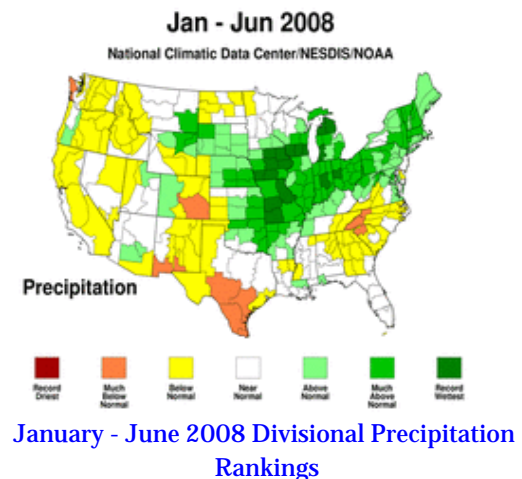 Jan - Jun 2008
National Climatic Data Center/NESDIS/NOAA
Precipitation
Record Driest
Much Below Normal
Below Normal
Near Normal
Above Normal
Much Above Normal
Record Wettest
January - June 2008 Divisional Precipitation
Rankings